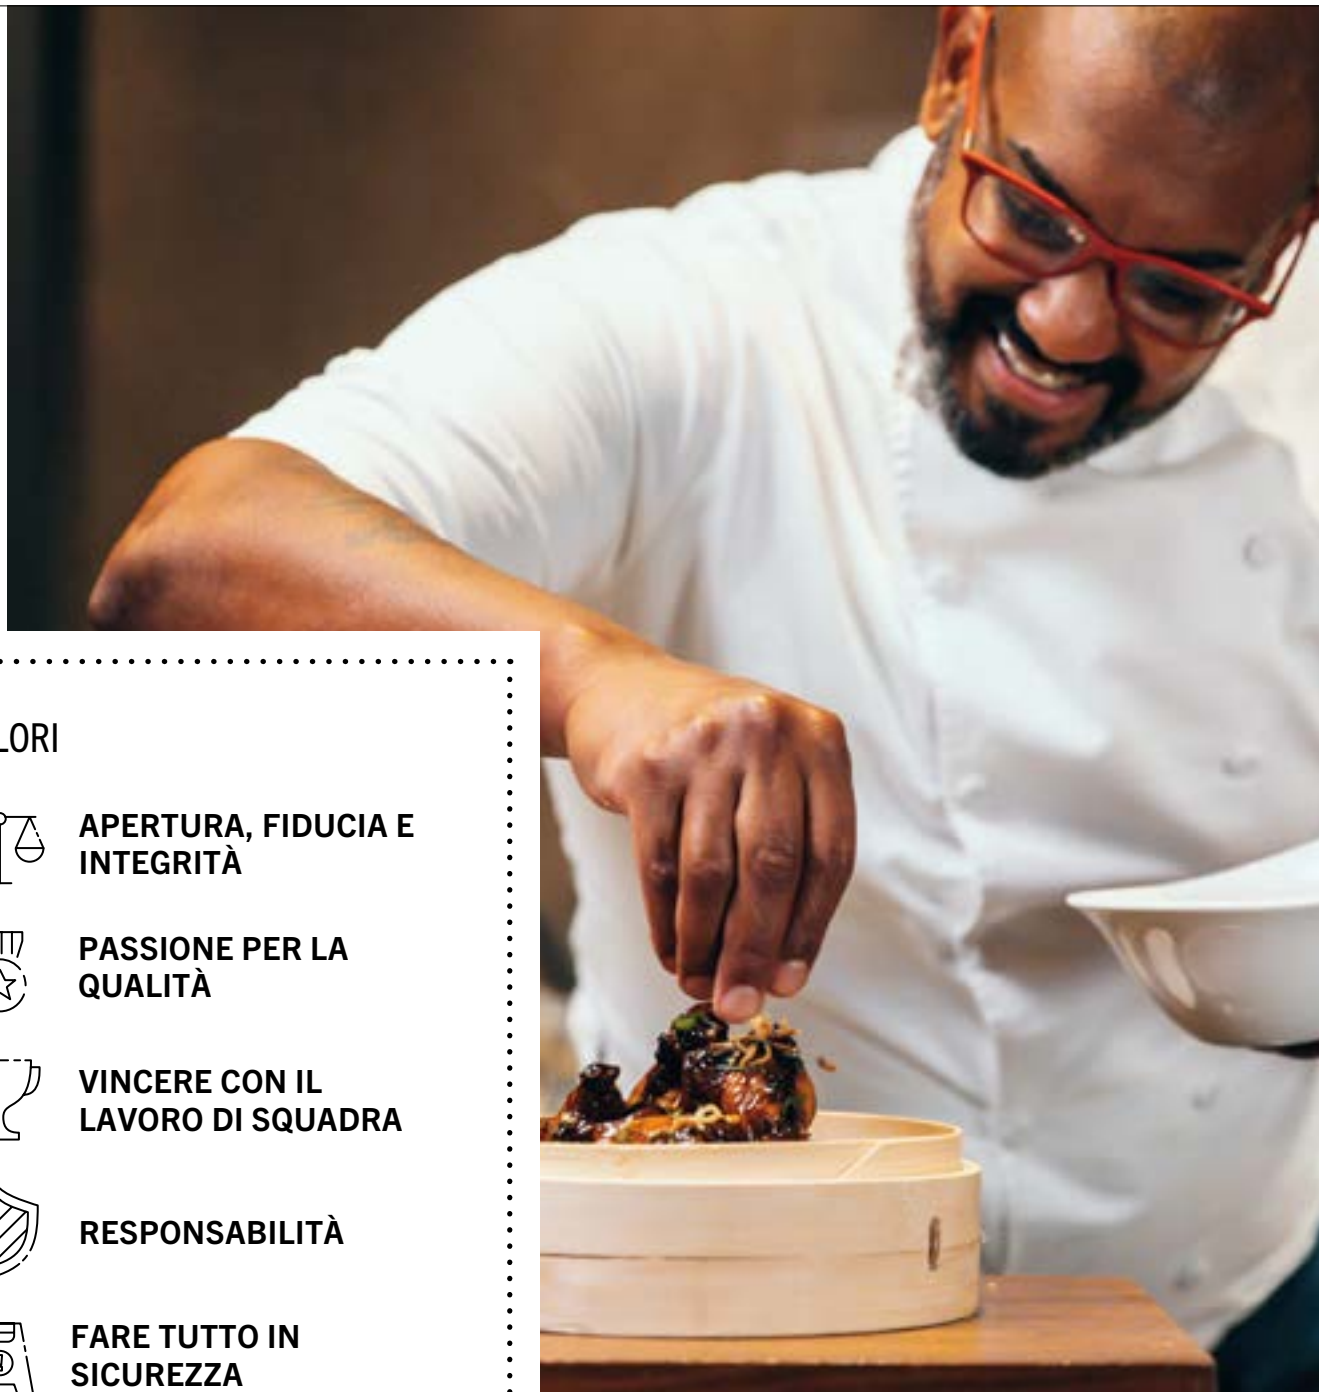 LORI
APERTURA, FIDUCIA E
INTEGRITÀ
PASSIONE PER LA
QUALITÀ
VINCERE CON IL
LAVORO DI SQUADRA
RESPONSABILITÀ
FARE TUTTO IN
SICUREZZA